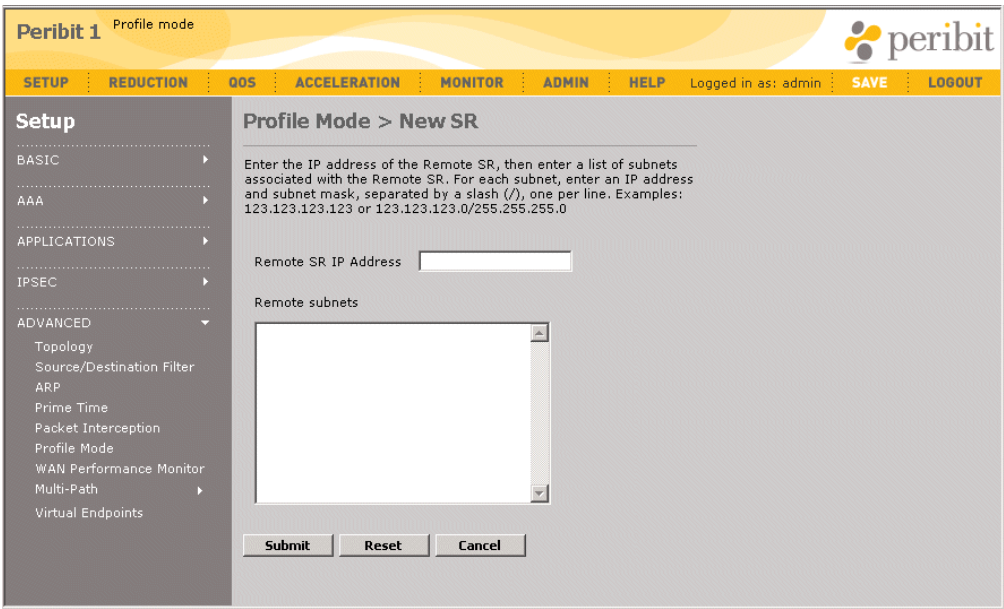 Peribit 1 Profile mode
peribit
SETUP REDUCTION QOS ACCELERATION MONITOR ADMIN HELP Logged in as: admin SAVE LOGOUT
Setup
BASIC
AAA
APPLICATIONS
IPSEC
ADVANCED
Topology
Source/Destination Filter
ARP
Prime Time
Packet Interception
Profile Mode
WAN Performance Monitor
Multi-Path
Virtual Endpoints
Profile Mode > New SR
Enter the IP address of the Remote SR, then enter a list of subnets
associated with the Remote SR. For each subnet, enter an IP address
and subnet mask, separated by a slash (/), one per line. Examples:
123.123.123.123 or 123.123.123.0/255.255.255.0
Remote SR IP Address
Remote subnets
Submit Reset Cancel